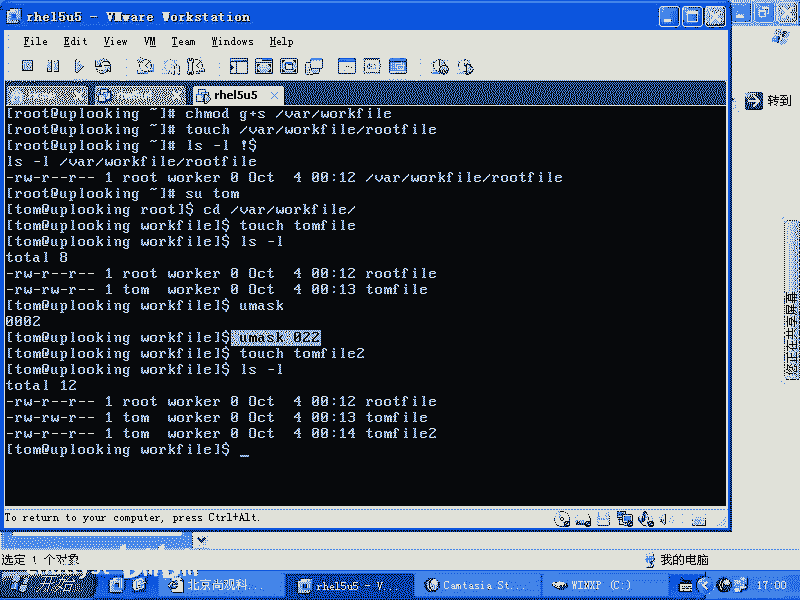 rhel5u5 - VMware Workstation
File Edit View VM Team Windows Help
rhel5u5
转到
[root@uplooking ~]# chmod g+s /var/workfile
[root@uplooking ~]# touch /var/workfile/rootfile
[root@uplooking ~]# ls -l !$
ls -l /var/workfile/rootfile
-rw-r--r-- 1 root worker 0 Oct  4 00:12 /var/workfile/rootfile
[root@uplooking ~]# su tom
[tom@uplooking root]$ cd /var/workfile/
[tom@uplooking workfile]$ touch tomfile
[tom@uplooking workfile]$ ls -l
total 8
-rw-r--r-- 1 root worker 0 Oct  4 00:12 rootfile
-rw-rw-r-- 1 tom  worker 0 Oct  4 00:13 tomfile
[tom@uplooking workfile]$ umask
0002
[tom@uplooking workfile]$ umask 022
[tom@uplooking workfile]$ touch tomfile2
[tom@uplooking workfile]$ ls -l
total 12
-rw-r--r-- 1 root worker 0 Oct  4 00:12 rootfile
-rw-rw-r-- 1 tom  worker 0 Oct  4 00:13 tomfile
-rw-r--r-- 1 tom  worker 0 Oct  4 00:14 tomfile2
[tom@uplooking workfile]$ _
您正在共享屏幕
To return to your computer, press Ctrl+Alt.
选定 1 个对象
我的电脑
开始
北京尚观科...
rhel5u5 - V...
Camtasia St...
WINXP (C:)
17:00